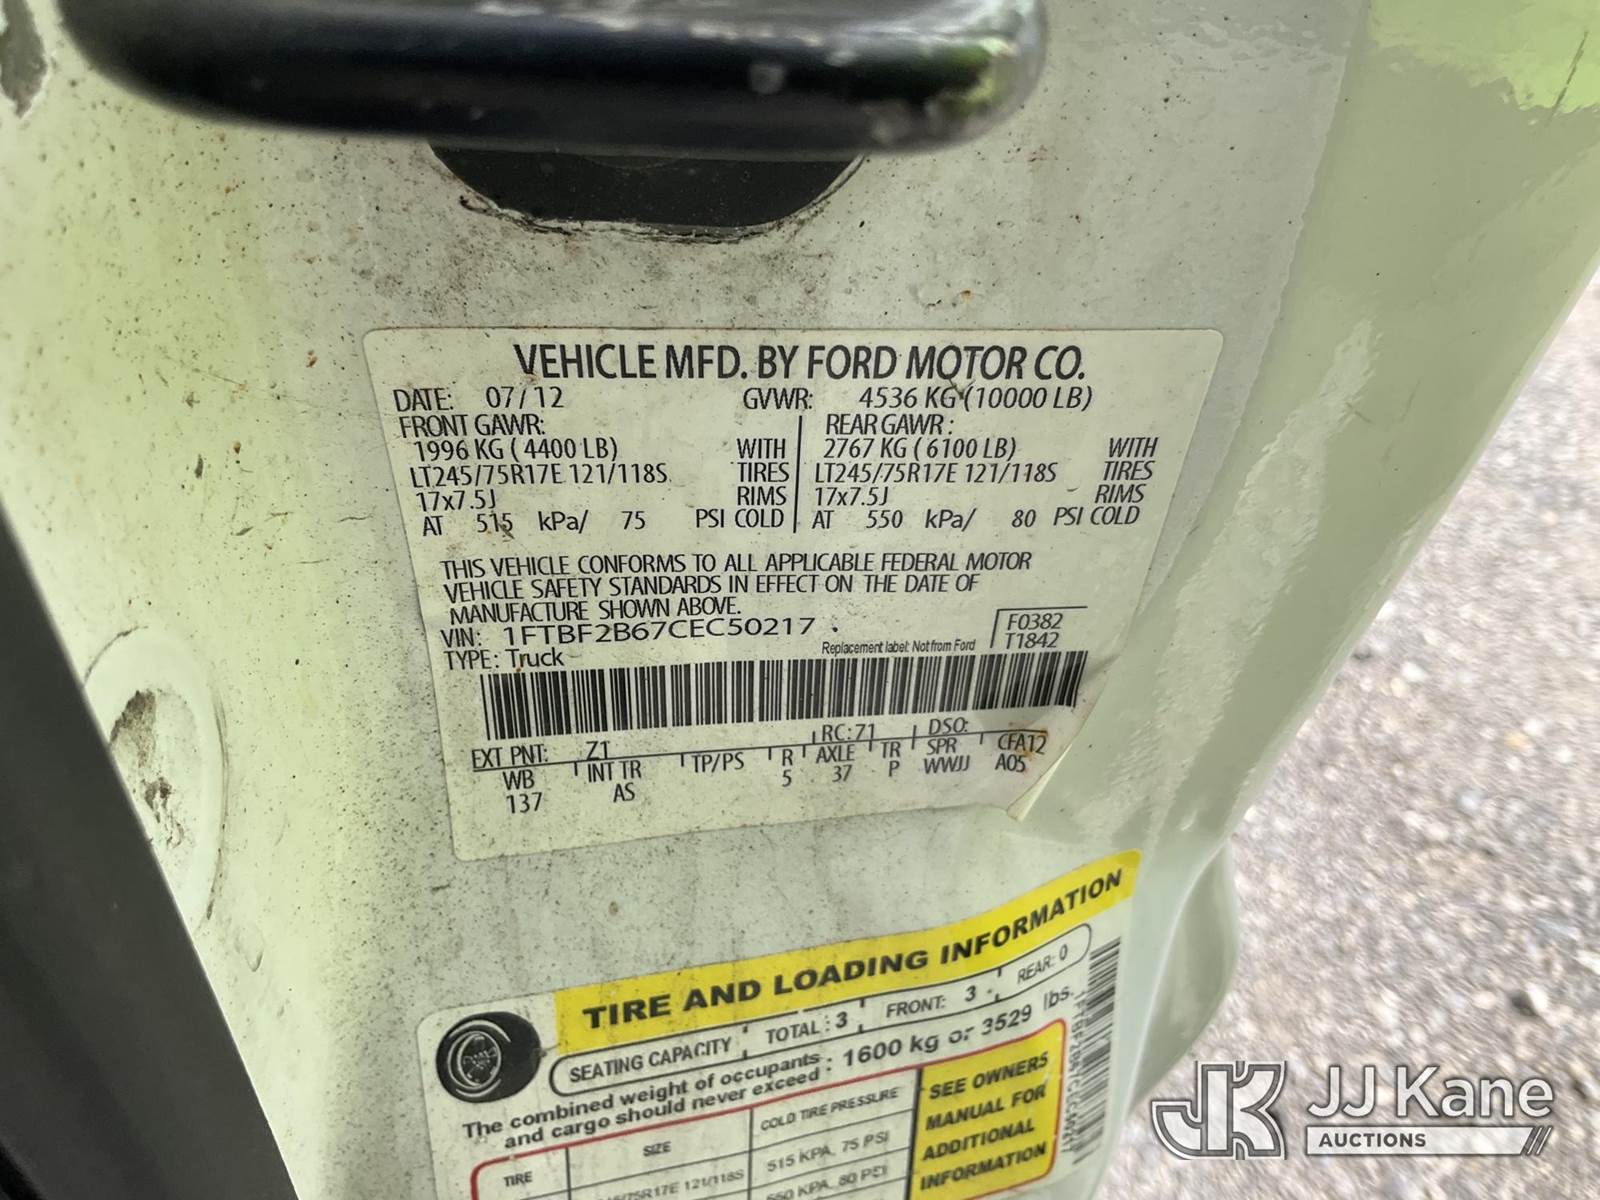 VEHICLE MFD. BY FORD MOTOR CO.
DATE: 07/12 GVWR: 4536 KG (10000 LB)
FRONT GAWR: REAR GAWR:
1996 KG (4400 LB) WITH 2767 KG (6100 LB) WITH
LT245/75R17E 121/118S TIRES LT245/75R17E 121/118S TIRES
17x7.5J RIMS 17x7.5J RIMS
AT 515 kPa/ 75 PSI COLD AT 550 kPa/ 80 PSI COLD
THIS VEHICLE CONFORMS TO ALL APPLICABLE FEDERAL MOTOR
VEHICLE SAFETY STANDARDS IN EFFECT ON THE DATE OF
MANUFACTURE SHOWN ABOVE.
VIN: 1FTBF2B67CEC50217
F0382
TYPE: Truck Replacement label: Not from Ford T1842
EXT PNT: Z1 RC: 71 DSO:
WB INT TR TP/PS R AXLE TR SPR CFA12
137 AS 5 37 P WWJJ A05
TIRE AND LOADING INFORMATION
SEATING CAPACITY TOTAL: 3 FRONT: 3 REAR: 0
The combined weight of occupants
and cargo should never exceed: 1600 kg or 3529 lbs.
TIRE SIZE COLD TIRE PRESSURE
515 KPA, 75 PSI
/75R17E 121/118S 550 KPA, 80 PSI
SEE OWNERS
MANUAL FOR
ADDITIONAL
INFORMATION
JJ Kane
AUCTIONS